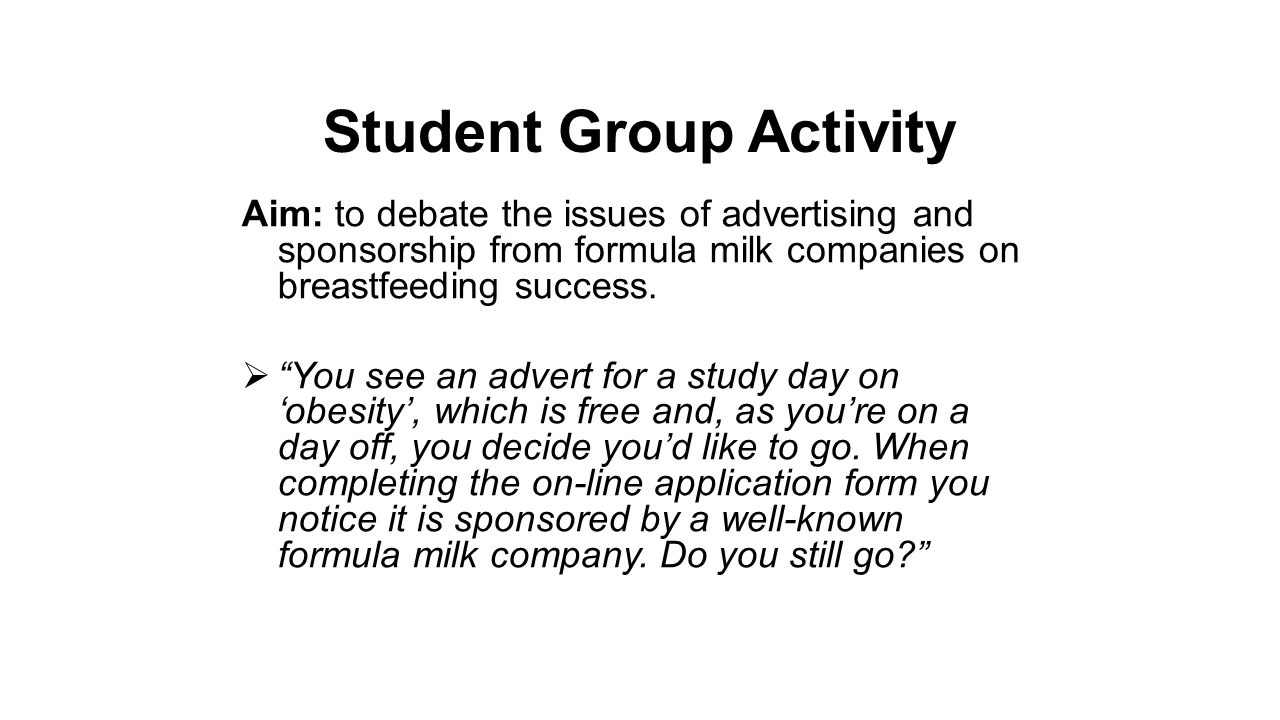 Student Group Activity
Aim: to debate the issues of advertising and
sponsorship from formula milk companies on
breastfeeding success.
➢ “You see an advert for a study day on
‘obesity’, which is free and, as you’re on a
day off, you decide you’d like to go. When
completing the on-line application form you
notice it is sponsored by a well-known
formula milk company. Do you still go?”